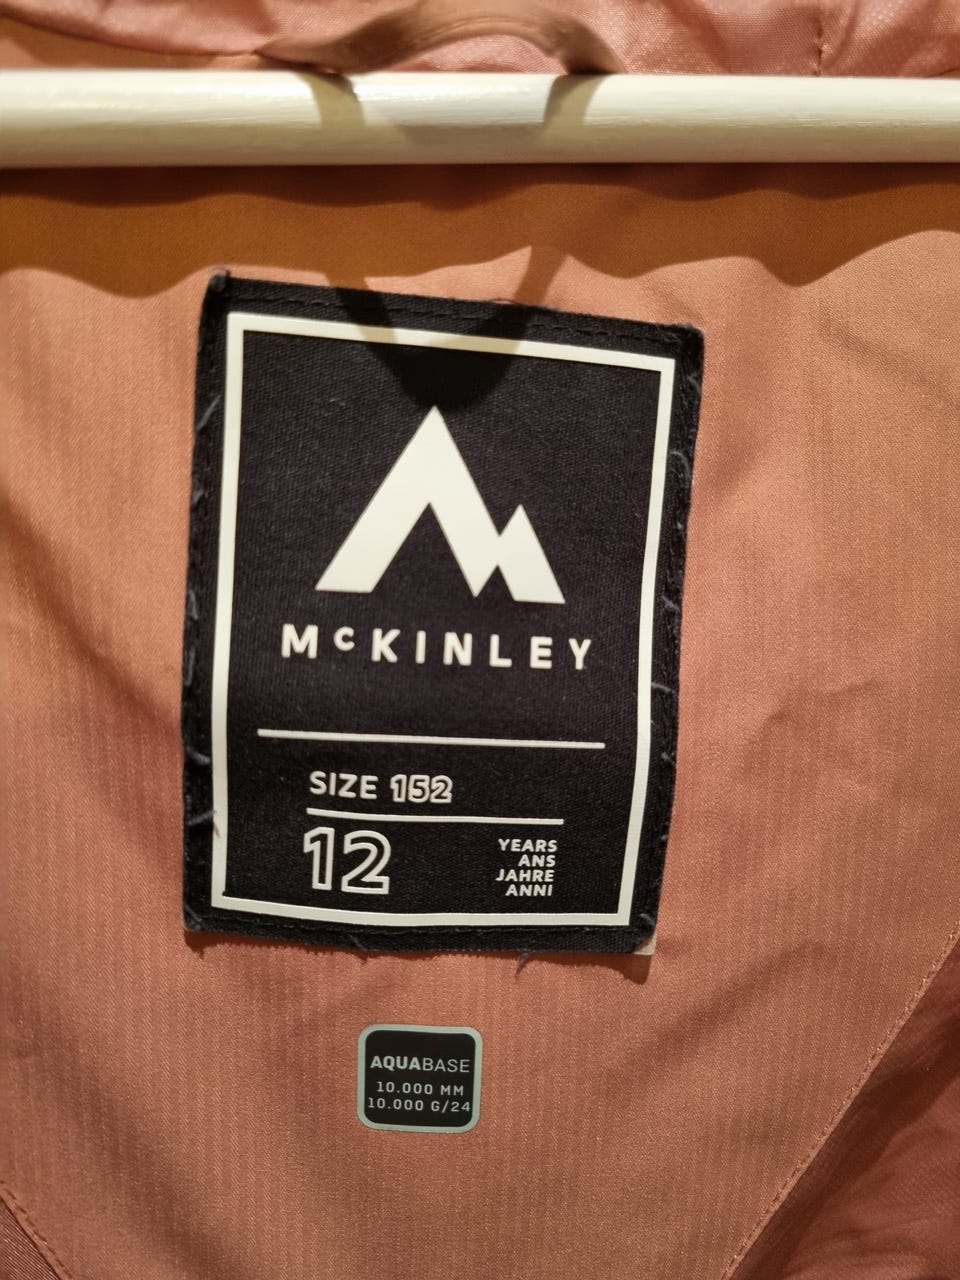 McKINLEY
SIZE 152
12
YEARS
ANS
JAHRE
ANNI
AQUABASE
10.000 MM
10.000 G/24